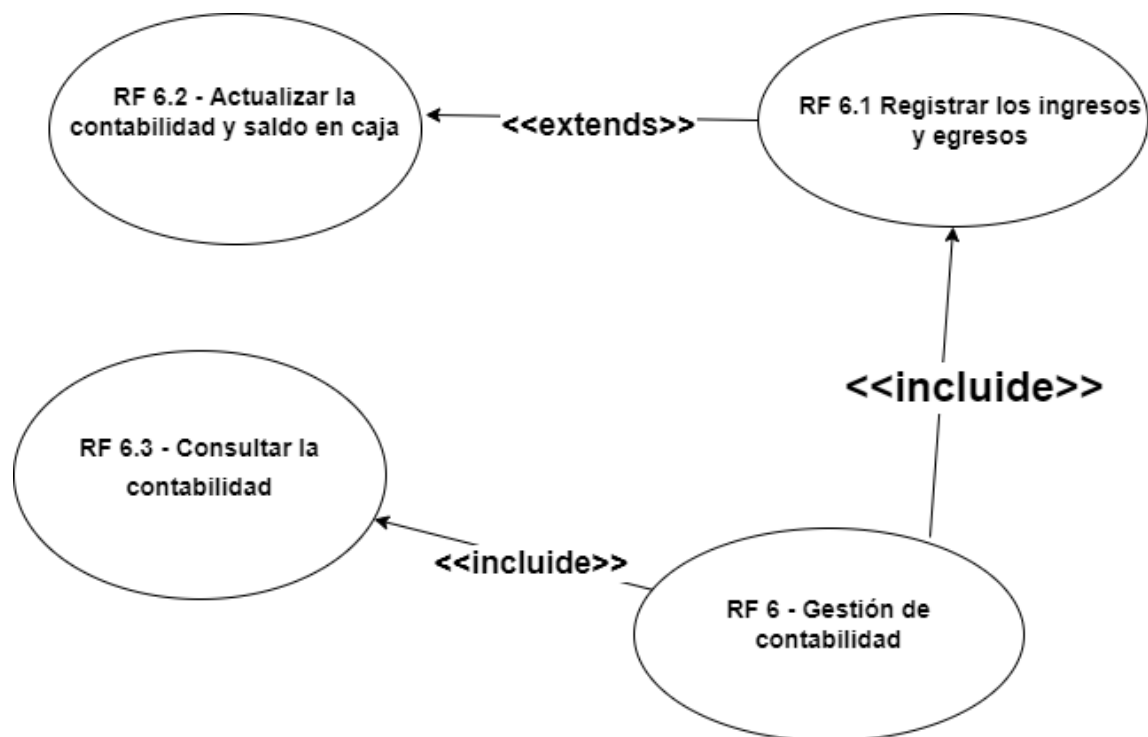 RF 6.2 - Actualizar la
contabilidad y saldo en caja
<<extends>>
RF 6.1 Registrar los ingresos
y egresos
<<incluide>>
RF 6.3 - Consultar la
contabilidad
<<incluide>>
RF 6 - Gestión de
contabilidad